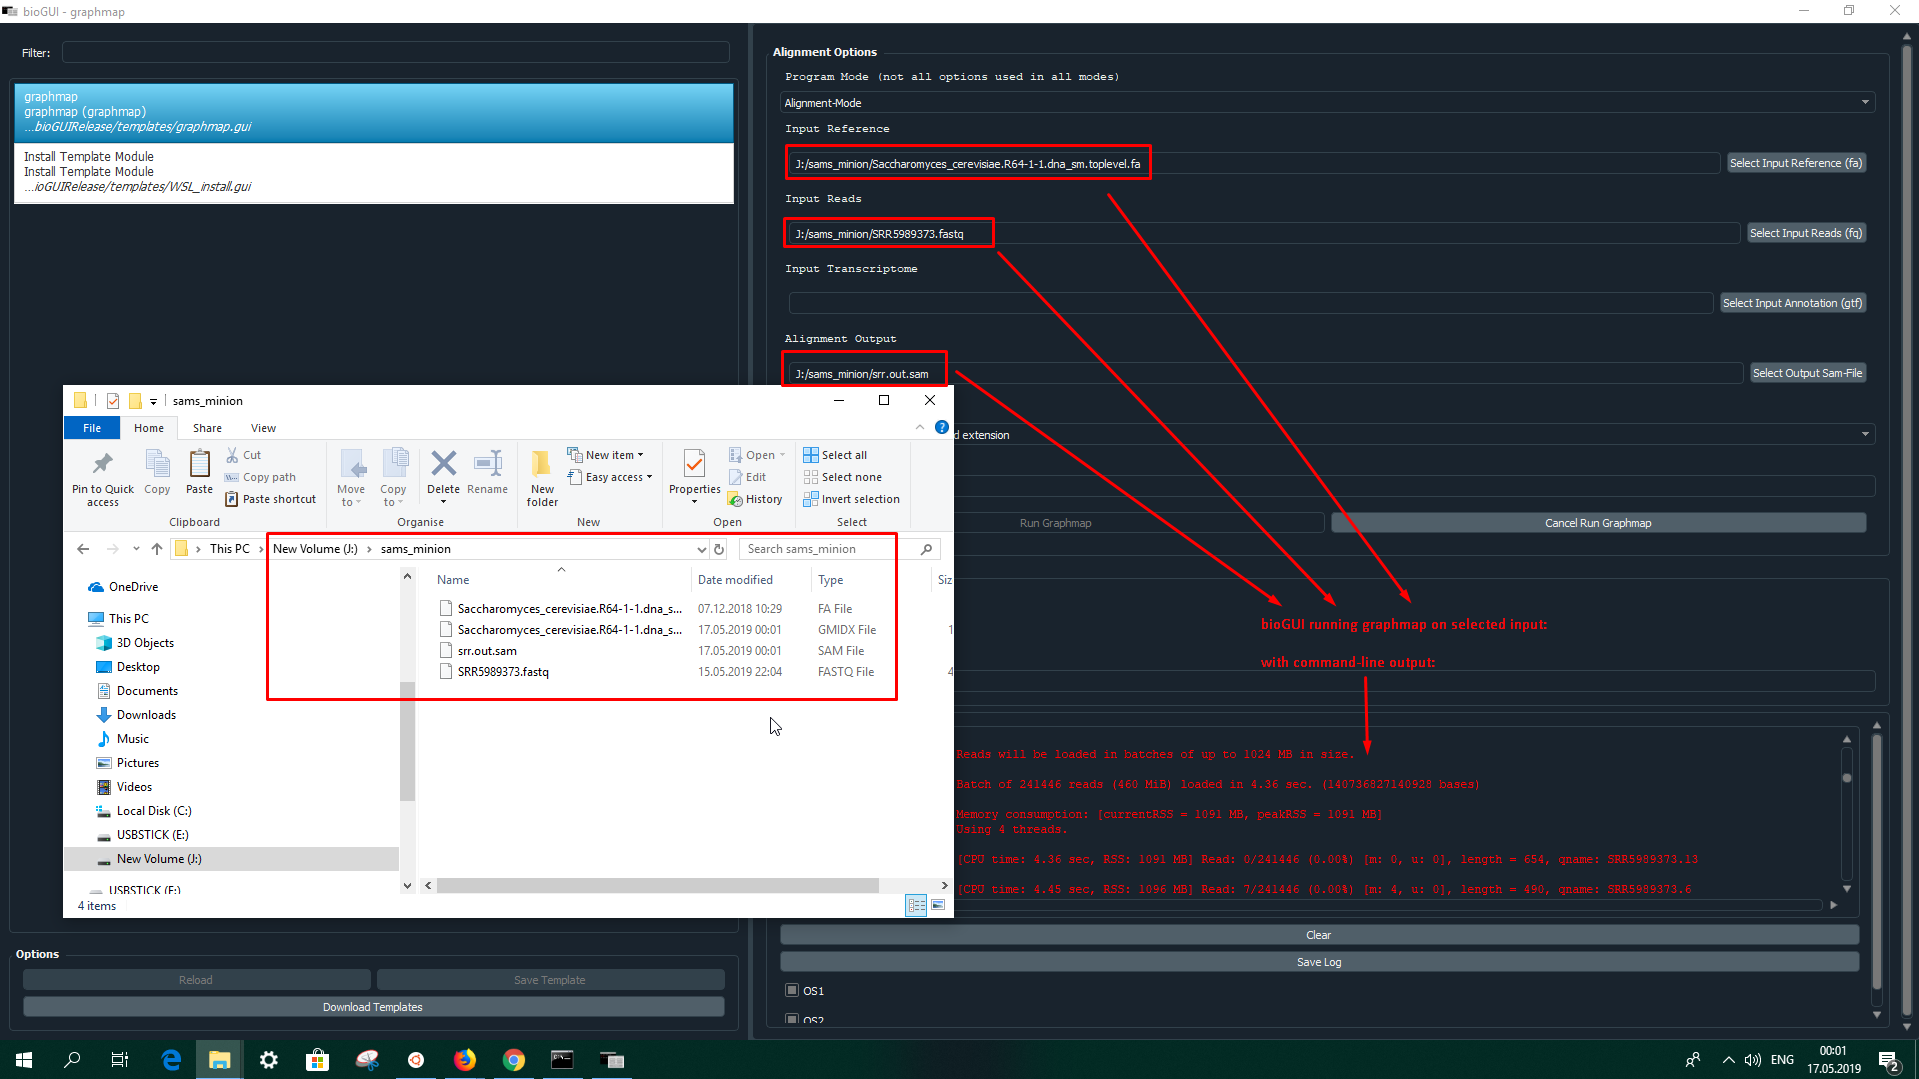 bioGUI - graphmap
Filter:
graphmap
graphmap (graphmap)
...bioGUIRelease/templates/graphmap.gui
Install Template Module
Install Template Module
...ioGUIRelease/templates/WSL_install.gui
Alignment Options
Program Mode (not all options used in all modes)
Alignment-Mode
Input Reference
J:/sams_minion/Saccharomyces_cerevisiae.R64-1-1.dna_sm.toplevel.fa
Select Input Reference (fa)
Input Reads
J:/sams_minion/SRR5989373.fastq
Select Input Reads (fq)
Input Transcriptome
Select Input Annotation (gtf)
Alignment Output
J:/sams_minion/srr.out.sam
Select Output Sam-File
d extension
Run Graphmap
Cancel Run Graphmap
bioGUI running graphmap on selected input:
with command-line output:
Reads will be loaded in batches of up to 1024 MB in size.
Batch of 241446 reads (460 MiB) loaded in 4.36 sec. (140736827140928 bases)
Memory consumption: [currentRSS = 1091 MB, peakRSS = 1091 MB]
Using 4 threads.
[CPU time: 4.36 sec, RSS: 1091 MB] Read: 0/241446 (0.00%) [m: 0, u: 0], length = 654, qname: SRR5989373.13
[CPU time: 4.45 sec, RSS: 1096 MB] Read: 7/241446 (0.00%) [m: 4, u: 0], length = 490, qname: SRR5989373.6
Clear
Save Log
OS1
OS2
sams_minion
File Home Share View
Pin to Quick access
Copy
Paste
Cut
Copy path
Paste shortcut
Clipboard
Move to
Copy to
Delete
Rename
Organise
New folder
New item
Easy access
New
Properties
Open
Edit
History
Open
Select all
Select none
Invert selection
Select
This PC New Volume (J:) sams_minion
Search sams_minion
Name Date modified Type Siz
Saccharomyces_cerevisiae.R64-1-1.dna_s... 07.12.2018 10:29 FA File
Saccharomyces_cerevisiae.R64-1-1.dna_s... 17.05.2019 00:01 GMIDX File 1
srr.out.sam 17.05.2019 00:01 SAM File
SRR5989373.fastq 15.05.2019 22:04 FASTQ File 4
OneDrive
This PC
3D Objects
Desktop
Documents
Downloads
Music
Pictures
Videos
Local Disk (C:)
USBSTICK (E:)
New Volume (J:)
USBSTICK (E:)
4 items
Options
Reload
Save Template
Download Templates
ENG
00:01
17.05.2019
2